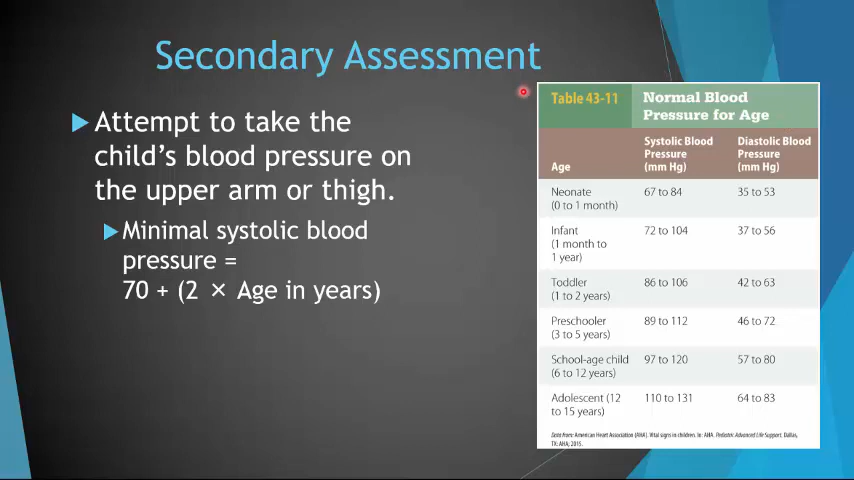 Secondary Assessment
Attempt to take the
child's blood pressure on
the upper arm or thigh.
Minimal systolic blood
pressure =
70 + (2 × Age in years)
Table 43-11
Normal Blood
Pressure for Age
Age
Systolic Blood
Pressure
(mm Hg)
Diastolic Blood
Pressure
(mm Hg)
Neonate
(0 to 1 month)
67 to 84
35 to 53
Infant
(1 month to
1 year)
72 to 104
37 to 56
Toddler
(1 to 2 years)
86 to 106
42 to 63
Preschooler
(3 to 5 years)
89 to 112
46 to 72
School-age child
(6 to 12 years)
97 to 120
57 to 80
Adolescent (12
to 15 years)
110 to 131
64 to 83
Data from: American Heart Association (AHA). Vital signs in children. In: AHA. Pediatric Advanced Life Support. Dallas,
TX: AHA; 2015.